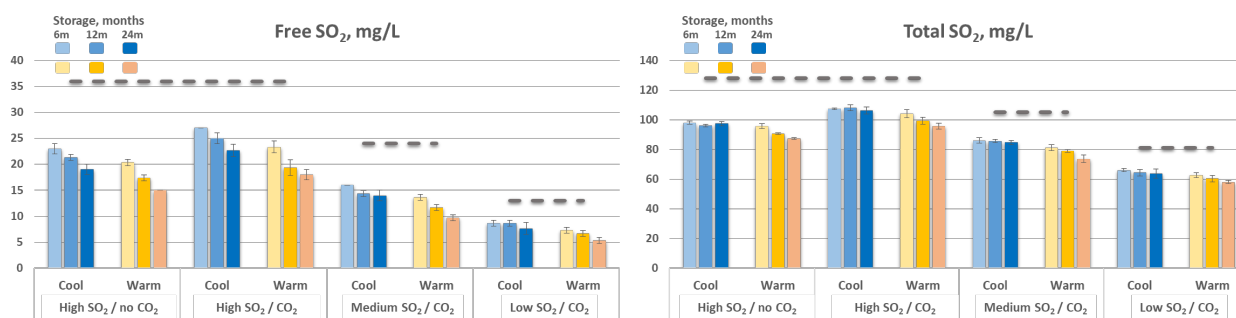 Storage, months
6m 12m 24m
Free SO₂, mg/L
40
35
30
25
20
15
10
5
0
Cool Warm Cool Warm Cool Warm Cool Warm
High SO₂ / no CO₂ High SO₂ / CO₂ Medium SO₂ / CO₂ Low SO₂ / CO₂
Storage, months
6m 12m 24m
Total SO₂, mg/L
140
120
100
80
60
40
20
0
Cool Warm Cool Warm Cool Warm Cool Warm
High SO₂ / no CO₂ High SO₂ / CO₂ Medium SO₂ / CO₂ Low SO₂ / CO₂